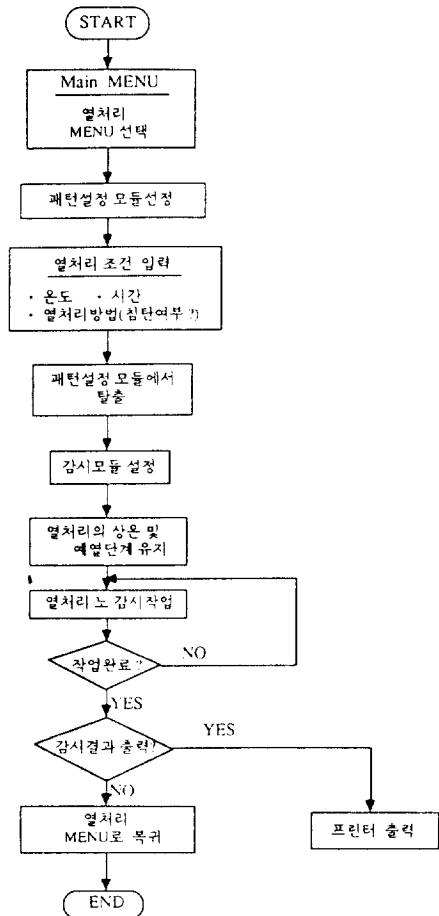 START
Main MENU
열처리
MENU 선택
패턴설정 모듈선정
열처리 조건 입력
· 온도 · 시간
· 열처리방법(침탄여부?)
패턴설정 모듈에서
탈출
감시모듈 설정
열처리의 상온 및
예열단계 유지
열처리 노 감시작업
작업완료?
NO
YES
감시결과 출력?
YES
NO
열처리
MENU로 복귀
프린터 출력
END